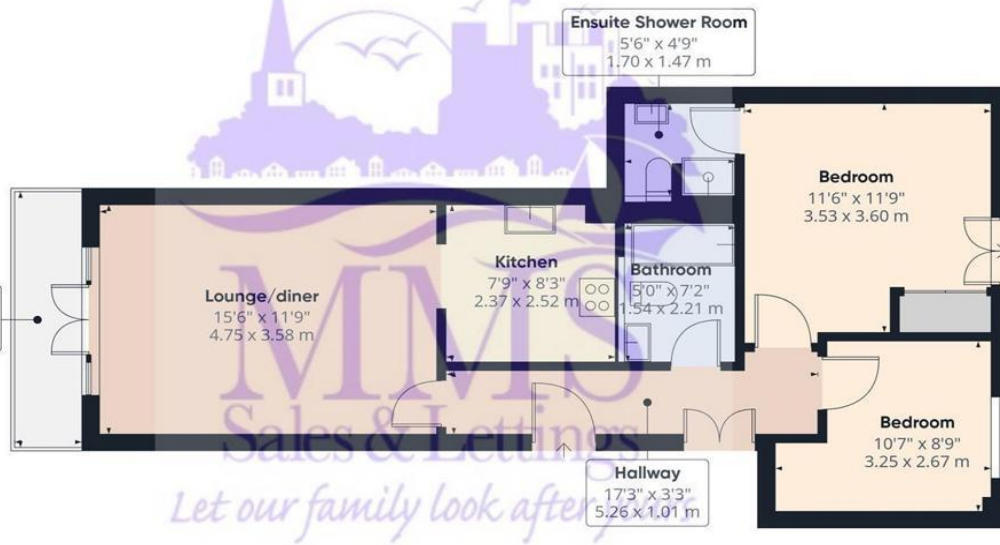 Ensuite Shower Room
5'6" x 4'9"
1.70 x 1.47 m
Bedroom
11'6" x 11'9"
3.53 x 3.60 m
Kitchen
7'9" x 8'3"
2.37 x 2.52 m
Bathroom
5'0" x 7'2"
1.54 x 2.21 m
Lounge/diner
15'6" x 11'9"
4.75 x 3.58 m
MMS
Sales & Lettings
Let our family look after yours
Bedroom
10'7" x 8'9"
3.25 x 2.67 m
Hallway
17'3" x 3'3"
5.26 x 1.01 m